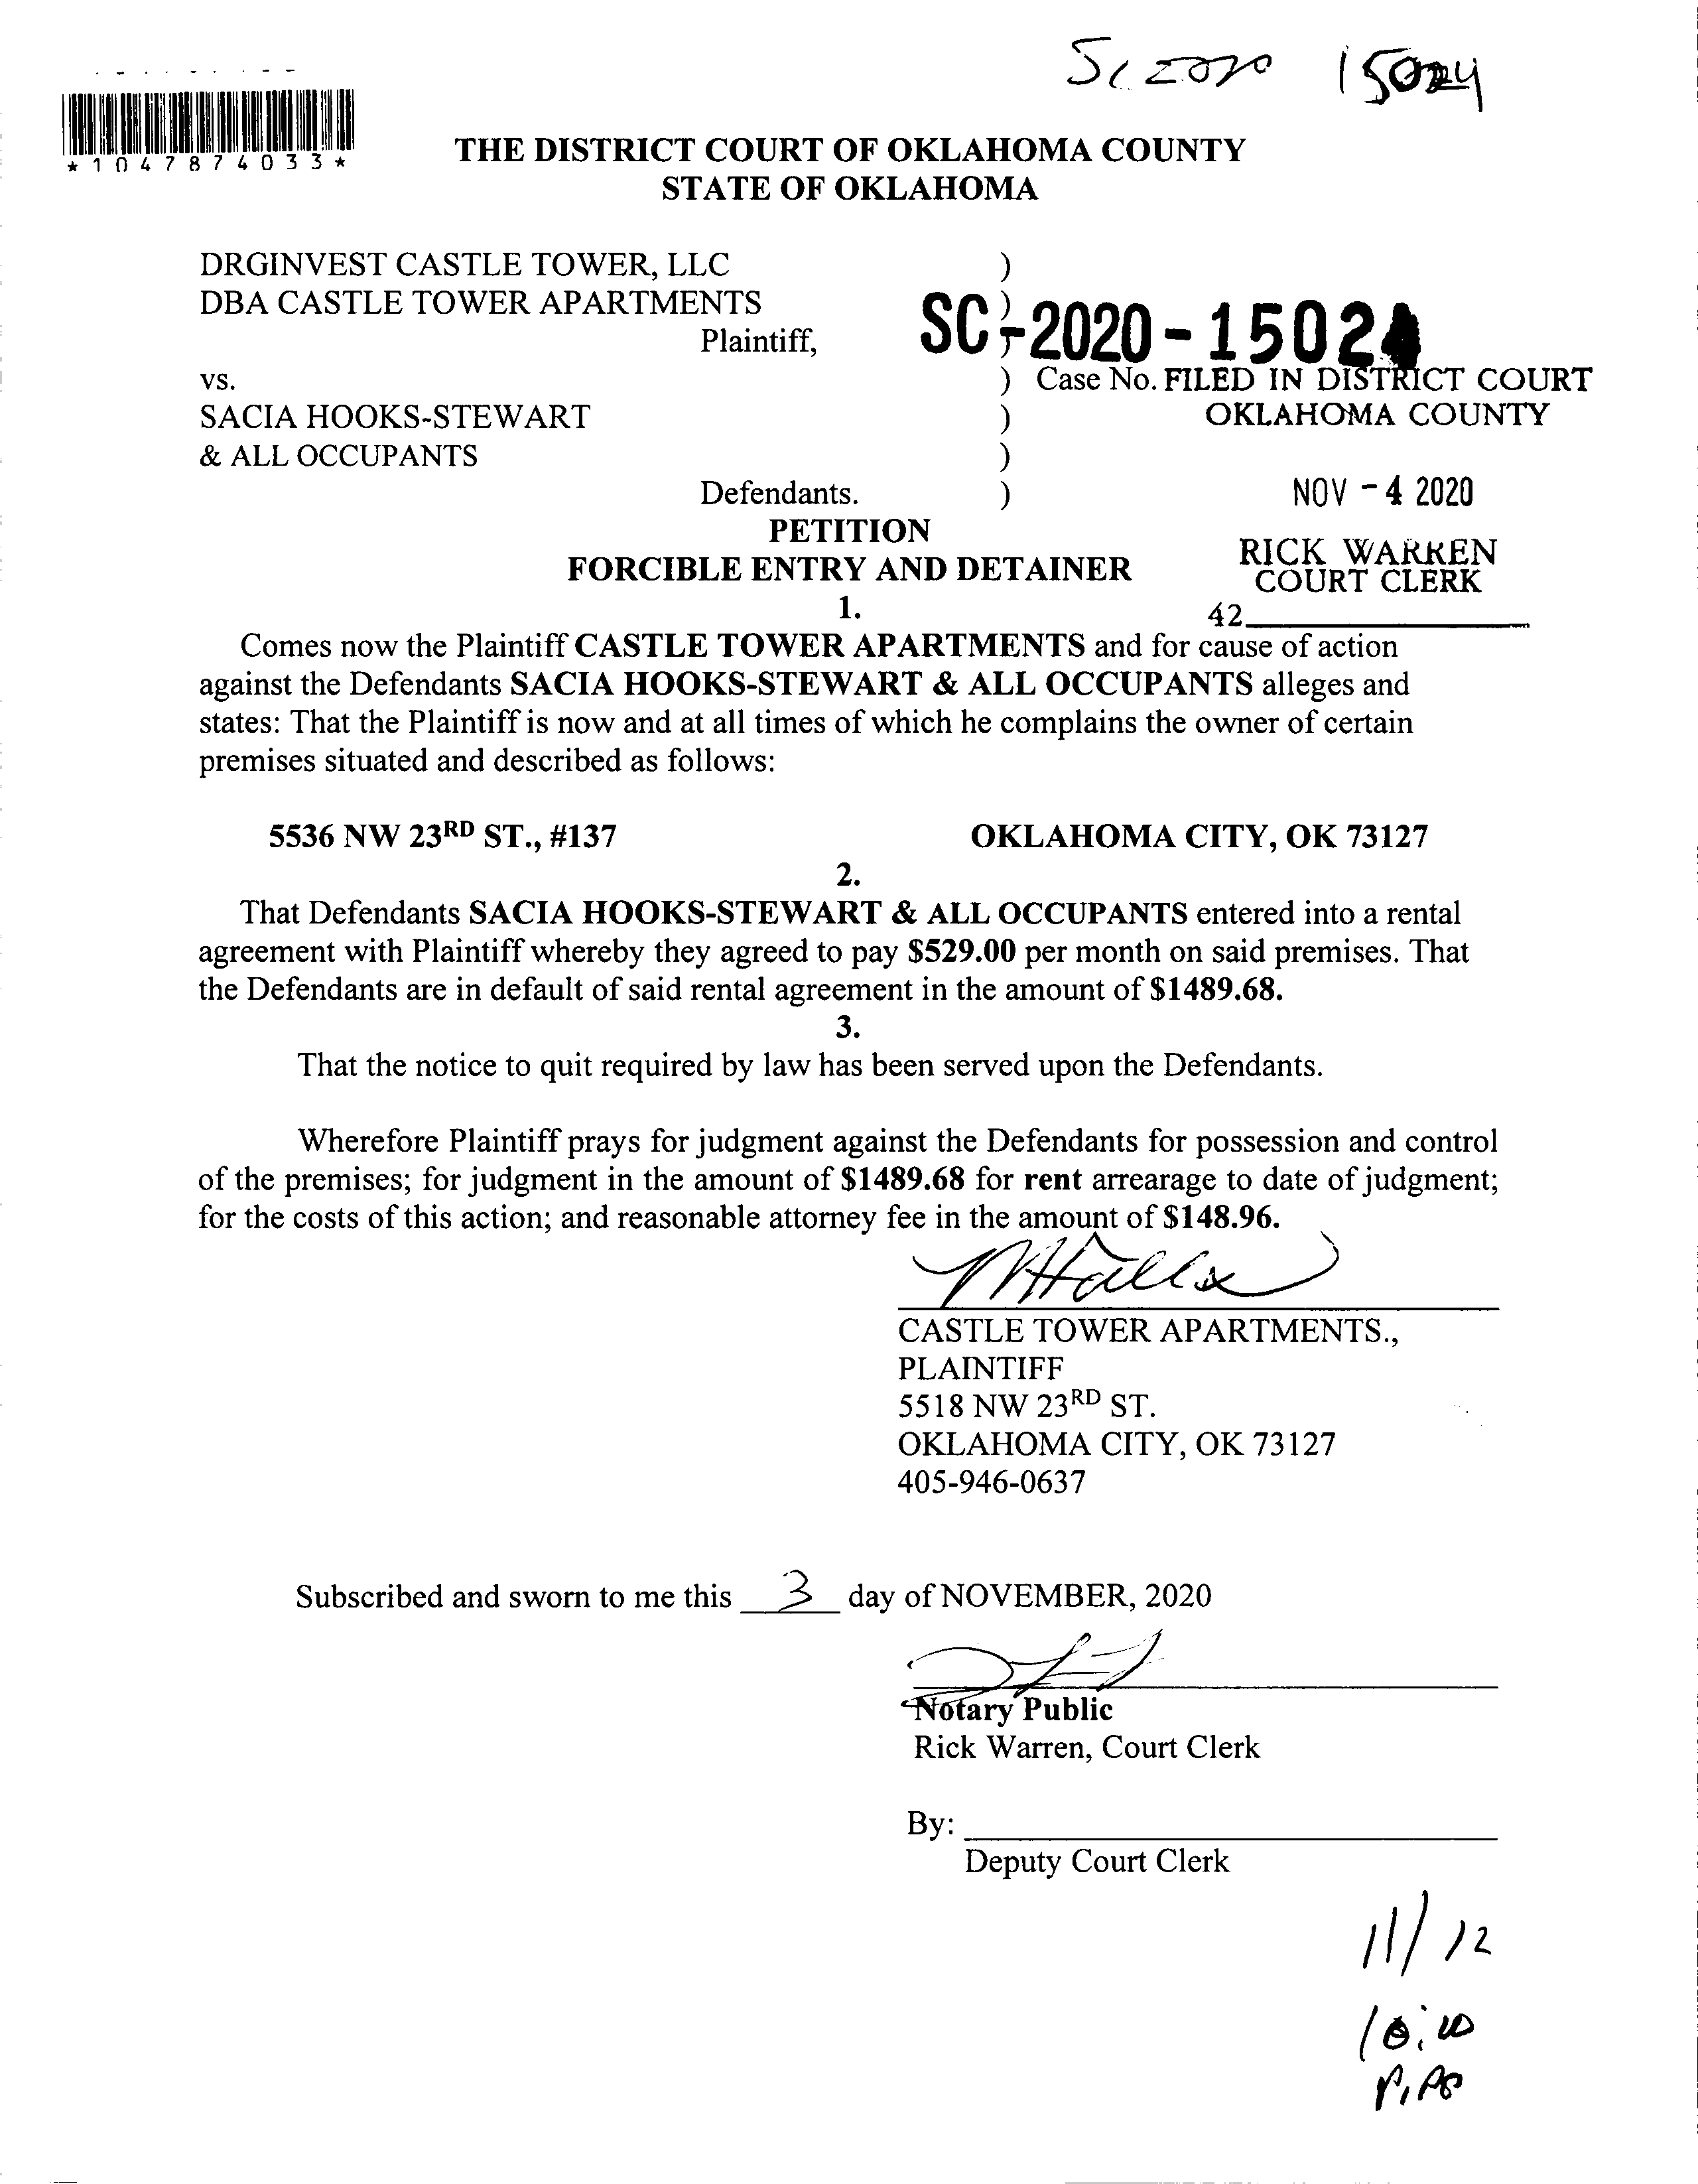 SC 2020 15024
*1047874033*
THE DISTRICT COURT OF OKLAHOMA COUNTY
STATE OF OKLAHOMA
DRGINVEST CASTLE TOWER, LLC )
DBA CASTLE TOWER APARTMENTS )
Plaintiff, ) SC-2020-15024
vs. ) Case No. FILED IN DISTRICT COURT
SACIA HOOKS-STEWART ) OKLAHOMA COUNTY
& ALL OCCUPANTS )
Defendants. ) NOV -4 2020
PETITION
FORCIBLE ENTRY AND DETAINER
RICK WARREN
COURT CLERK
1.
42
Comes now the Plaintiff CASTLE TOWER APARTMENTS and for cause of action
against the Defendants SACIA HOOKS-STEWART & ALL OCCUPANTS alleges and
states: That the Plaintiff is now and at all times of which he complains the owner of certain
premises situated and described as follows:
5536 NW 23RD ST., #137 OKLAHOMA CITY, OK 73127
2.
That Defendants SACIA HOOKS-STEWART & ALL OCCUPANTS entered into a rental
agreement with Plaintiff whereby they agreed to pay $529.00 per month on said premises. That
the Defendants are in default of said rental agreement in the amount of $1489.68.
3.
That the notice to quit required by law has been served upon the Defendants.
Wherefore Plaintiff prays for judgment against the Defendants for possession and control
of the premises; for judgment in the amount of $1489.68 for rent arrearage to date of judgment;
for the costs of this action; and reasonable attorney fee in the amount of $148.96.
CASTLE TOWER APARTMENTS.,
PLAINTIFF
5518 NW 23RD ST.
OKLAHOMA CITY, OK 73127
405-946-0637
Subscribed and sworn to me this 3 day of NOVEMBER, 2020
Notary Public
Rick Warren, Court Clerk
By:
Deputy Court Clerk
11/12